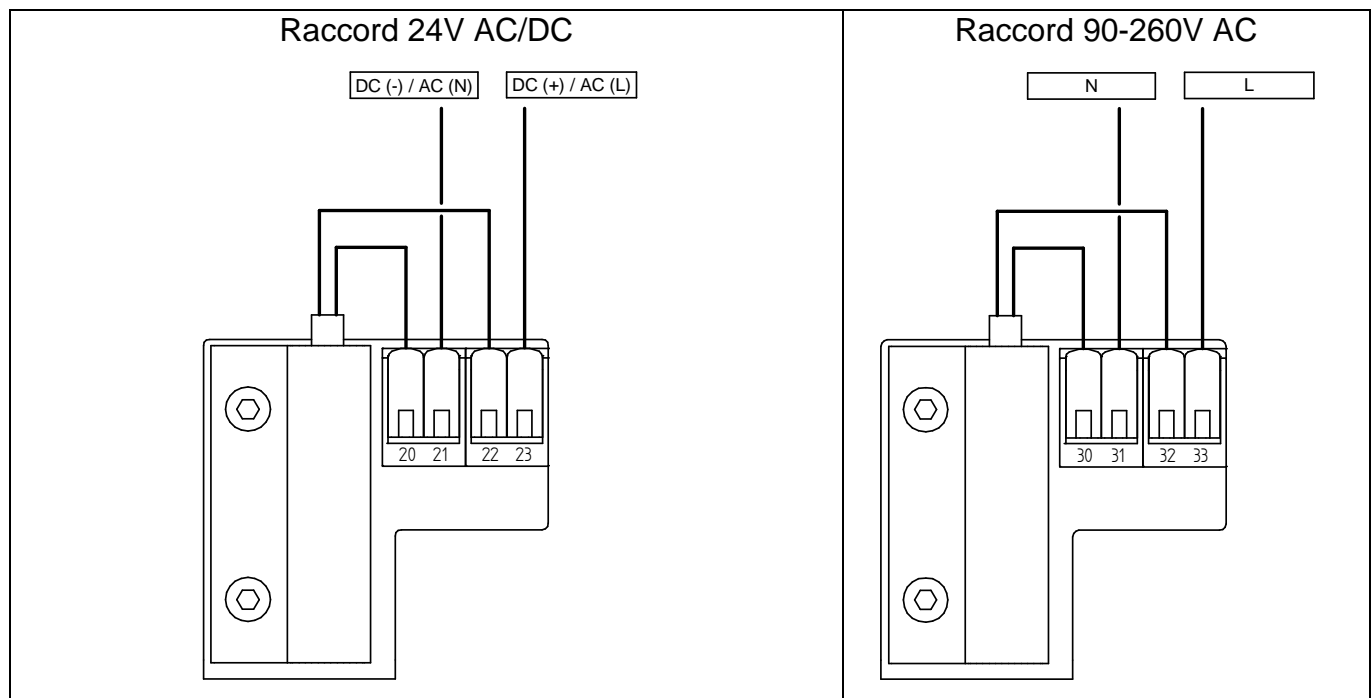 Raccord 24V AC/DC
DC (-) / AC (N) DC (+) / AC (L)
20 21 22 23
Raccord 90-260V AC
N L
30 31 32 33